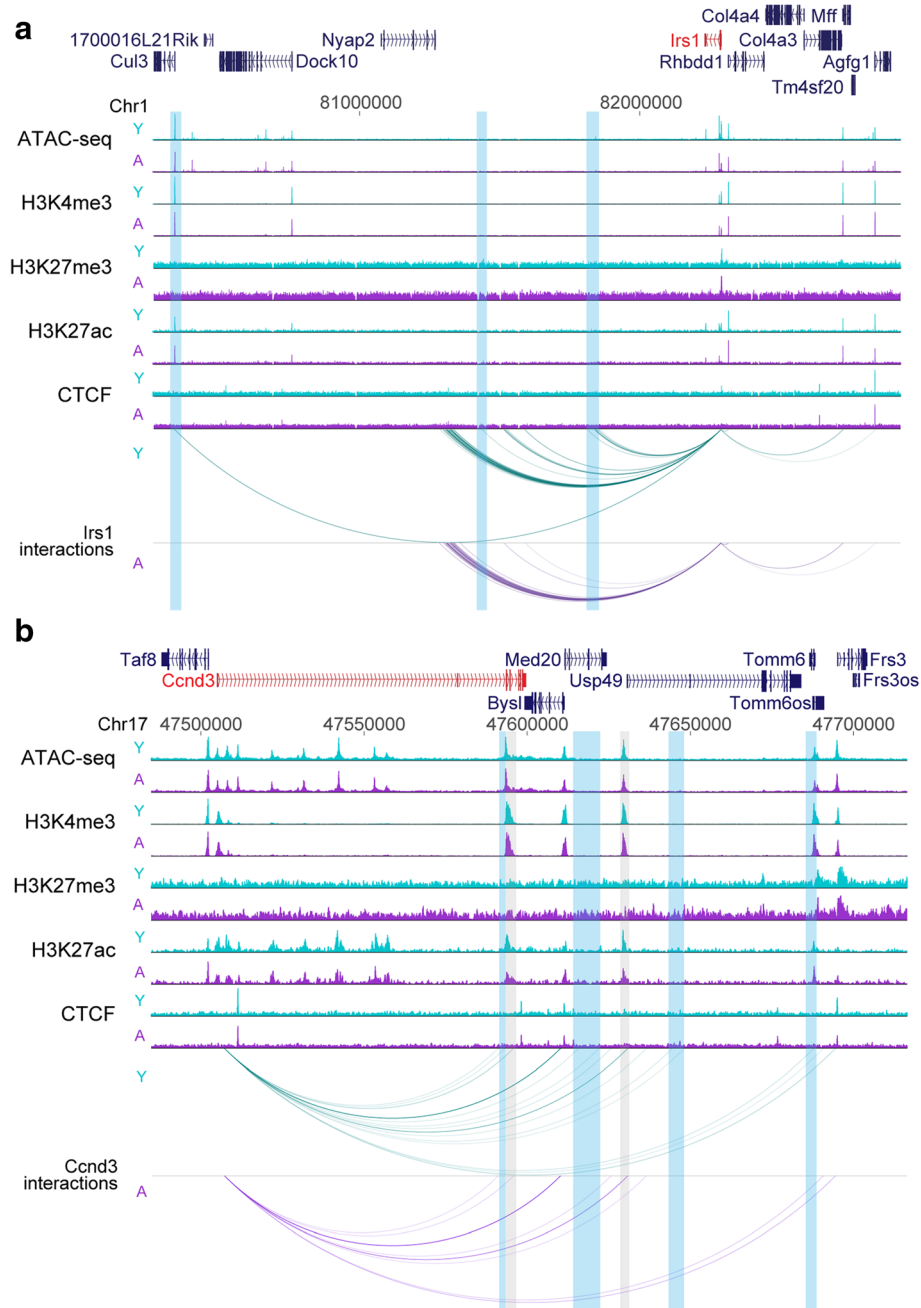 a
Col4a4 Mff
1700016L21Rik Nyap2 Irs1 Col4a3
Cul3 Dock10 Rhbdd1 Agfg1
Tm4sf20
Chr1 81000000 82000000
ATAC-seq Y
A
H3K4me3 Y
A
H3K27me3 Y
A
H3K27ac Y
A
CTCF Y
A
Y
Irs1
interactions
A
b
Taf8 Med20 Tomm6 Frs3
Ccnd3 Usp49 Frs3os
Bysl Tomm6os
Chr17 47500000 47550000 47600000 47650000 47700000
ATAC-seq Y
A
H3K4me3 Y
A
H3K27me3 Y
A
H3K27ac Y
A
CTCF Y
A
Y
Ccnd3
interactions
A